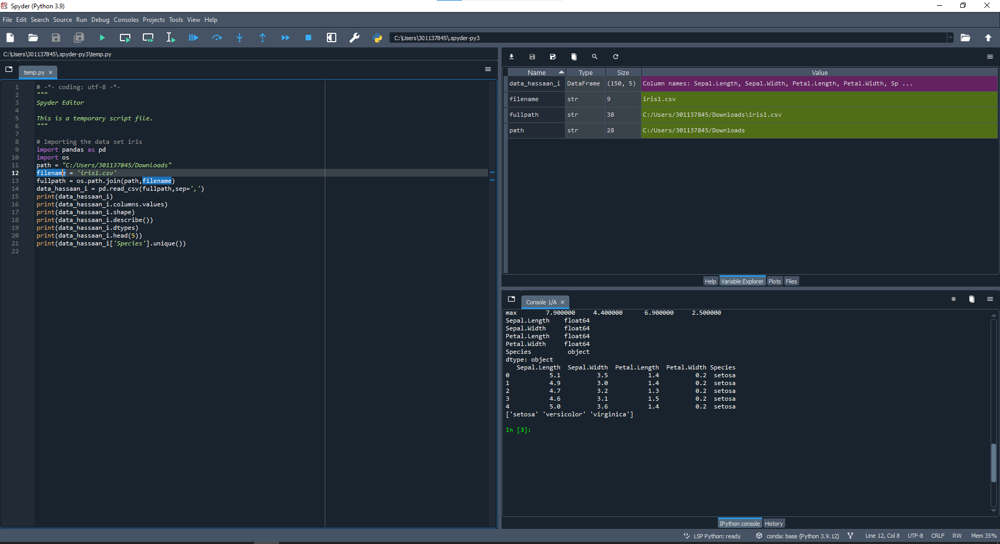 Spyder (Python 3.9)
File Edit Search Source Run Debug Consoles Projects Tools View Help
C:\Users\301137845\.spyder-py3
C:\Users\301137845\.spyder-py3\temp.py
temp.py
1 # -*- coding: utf-8 -*-
2 """
3 Spyder Editor
4
5 This is a temporary script file.
6 """
7
8 # Importing the data set iris
9 import pandas as pd
10 import os
11 path = "C:/Users/301137845/Downloads"
12 filename = 'iris1.csv'
13 fullpath = os.path.join(path,filename)
14 data_hassaan_i = pd.read_csv(fullpath,sep=',')
15 print(data_hassaan_i)
16 print(data_hassaan_i.columns.values)
17 print(data_hassaan_i.shape)
18 print(data_hassaan_i.describe())
19 print(data_hassaan_i.dtypes)
20 print(data_hassaan_i.head(5))
21 print(data_hassaan_i['Species'].unique())
22
Name Type Size Value
data_hassaan_i DataFrame (150, 5) Column names: Sepal.Length, Sepal.Width, Petal.Length, Petal.Width, Sp ...
filename str 9 iris1.csv
fullpath str 38 C:/Users/301137845/Downloads\iris1.csv
path str 28 C:/Users/301137845/Downloads
Help Variable Explorer Plots Files
Console 1/A
max 7.900000 4.400000 6.900000 2.500000
Sepal.Length float64
Sepal.Width float64
Petal.Length float64
Petal.Width float64
Species object
dtype: object
Sepal.Length Sepal.Width Petal.Length Petal.Width Species
0 5.1 3.5 1.4 0.2 setosa
1 4.9 3.0 1.4 0.2 setosa
2 4.7 3.2 1.3 0.2 setosa
3 4.6 3.1 1.5 0.2 setosa
4 5.0 3.6 1.4 0.2 setosa
['setosa' 'versicolor' 'virginica']
In [3]:
IPython console History
LSP Python: ready conda: base (Python 3.9.12) Line 12, Col 8 UTF-8 CRLF RW Mem 35%